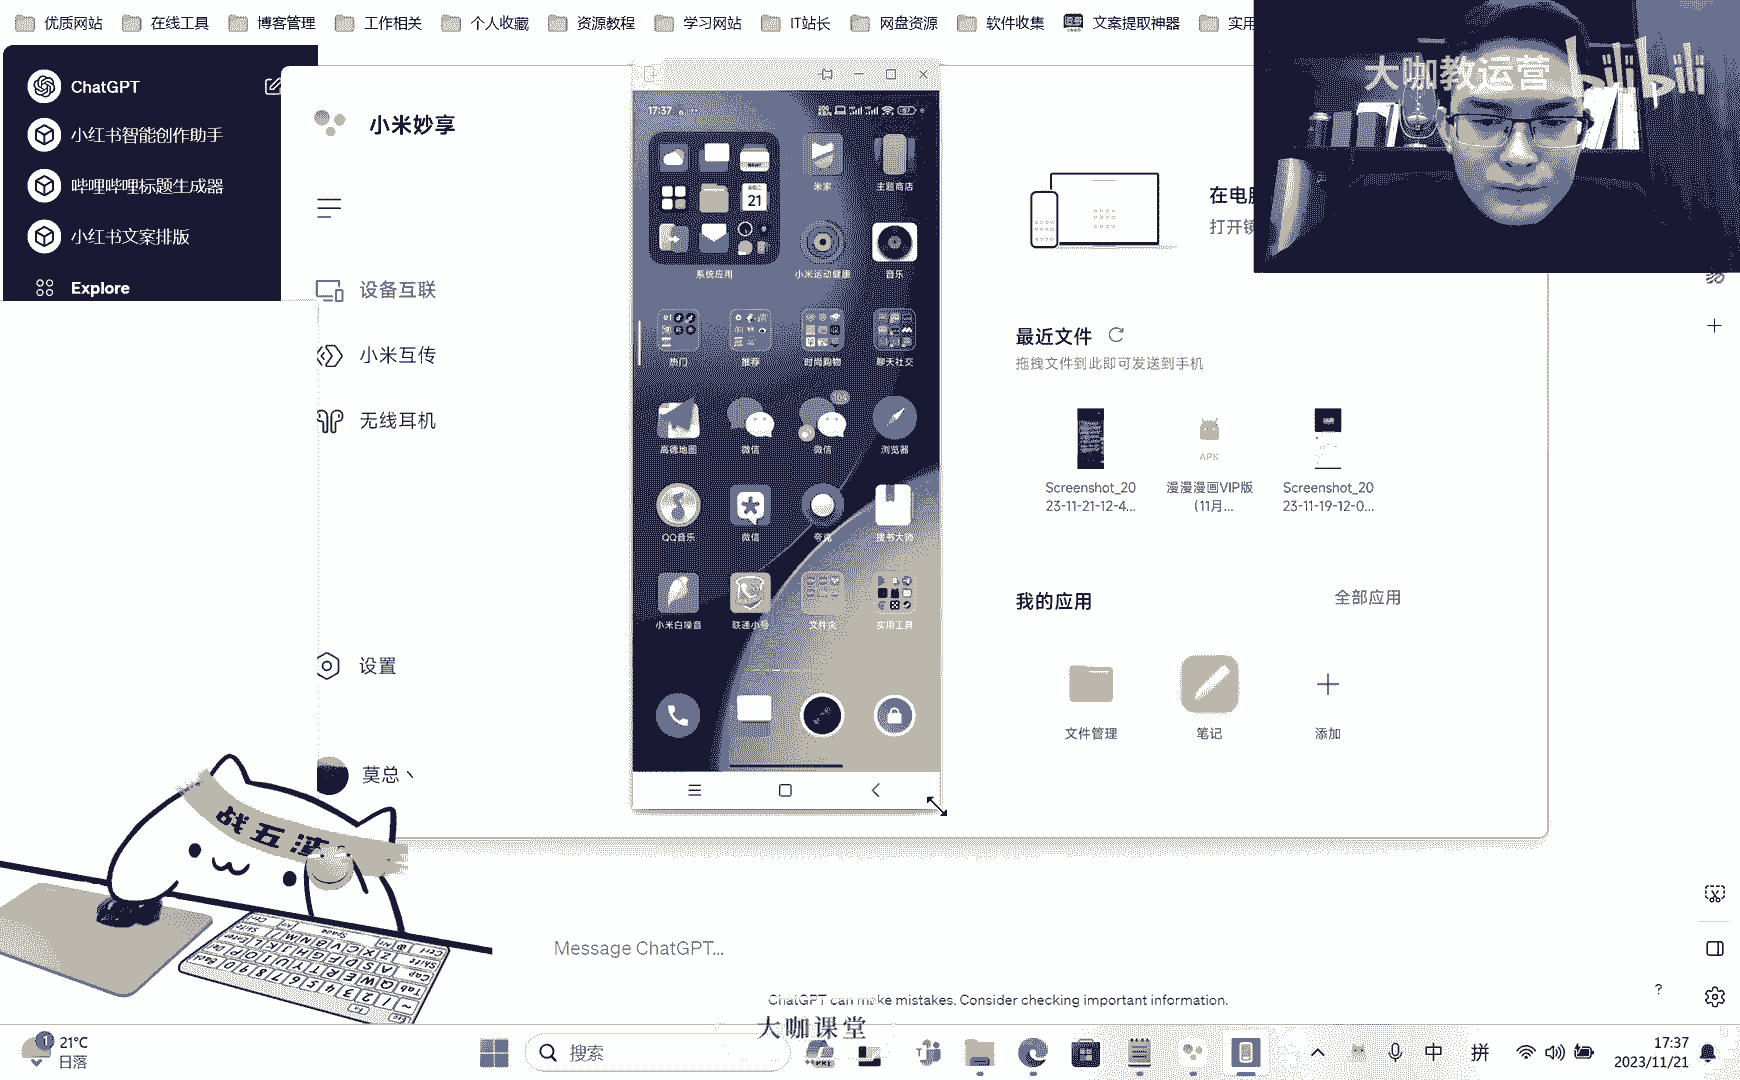 优质网站
在线工具
博客管理
工作相关
个人收藏
资源教程
学习网站
IT站长
网盘资源
软件收集
文案提取神器
实用
大咖教运营
bilibili
ChatGPT
小红书智能创作助手
哔哩哔哩标题生成器
小红书文案排版
Explore
小米妙享
设备互联
小米互传
无线耳机
设置
莫总丶
17:37
21
系统应用
米家
主题商店
小米运动健康
音乐
热门
推荐
时尚购物
聊天社交
高德地图
微信
微信
浏览器
QQ音乐
微信
夸克
搜书大师
小米白噪音
联通小号
文件夹
实用工具
在电脑
打开镜
最近文件
拖拽文件到此即可发送到手机
APK
Screenshot_20
23-11-21-12-4...
漫漫漫画VIP版
(11月...
Screenshot_20
23-11-19-12-0...
我的应用
全部应用
文件管理
笔记
添加
战五渣
Message ChatGPT...
ChatGPT can make mistakes. Consider checking important information.
?
大咖课堂
1
21°C
日落
搜索
中
拼
17:37
2023/11/21